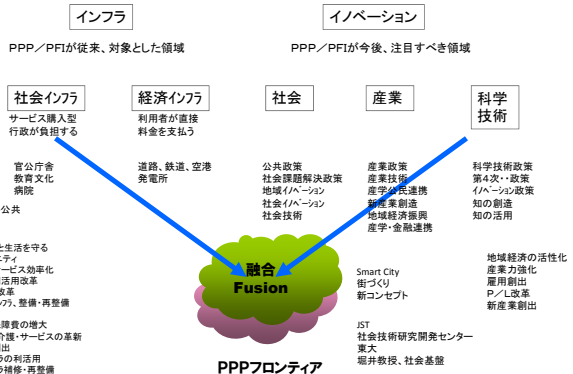 インフラ
イノベーション
PPP／PFIが従来、対象とした領域
PPP／PFIが今後、注目すべき領域
社会インフラ
経済インフラ
社会
産業
科学
技術
サービス購入型
行政が負担する
利用者が直接
料金を支払う
官公庁舎
教育文化
病院
道路、鉄道、空港
発電所
公共政策
社会課題解決政策
地域イノベーション
社会イノベーション
社会技術
産業政策
産業技術
産学公民連携
新産業創造
地域経済振興
産学・金融連携
科学技術政策
第4次・・政策
イノベーション政策
知の創造
知の活用
公共
と生活を守る
ニティ
サービス効率化
活用改革
改革
ンフラ、整備・再整備
障費の増大
介護・サービスの革新
出
ラの利活用
ラ補修・再整備
融合
Fusion
PPPフロンティア
Smart City
街づくり
新コンセプト
JST
社会技術研究開発センター
東大
堀井教授、社会基盤
地域経済の活性化
産業力強化
雇用創出
P／L改革
新産業創出